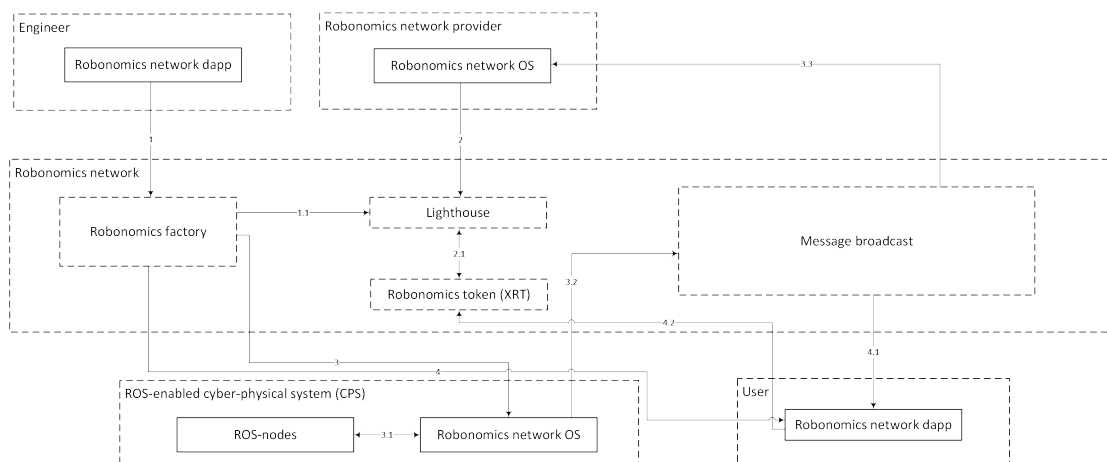 Engineer
Robonomics network dapp
Robonomics network provider
Robonomics network OS
3.3
1
2
Robonomics network
Robonomics factory
1.1
Lighthouse
2.1
Robonomics token (XRT)
Message broadcast
3.2
4.2
4.1
3
4
ROS-enabled cyber-physical system (CPS)
ROS-nodes
3.1
Robonomics network OS
User
Robonomics network dapp